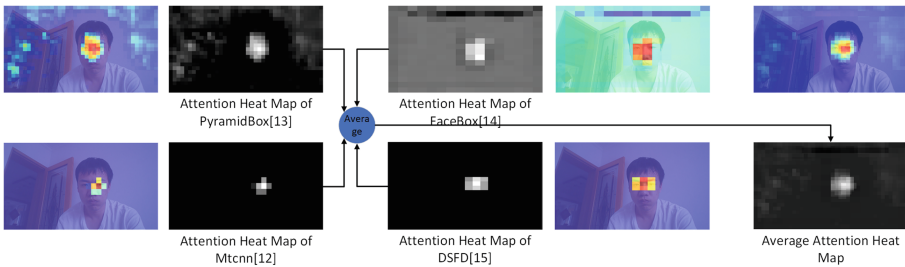 Attention Heat Map of
PyramidBox[13]
Attention Heat Map of
FaceBox[14]
Avera
ge
Attention Heat Map of
Mtcnn[12]
Attention Heat Map of
DSFD[15]
Average Attention Heat
Map